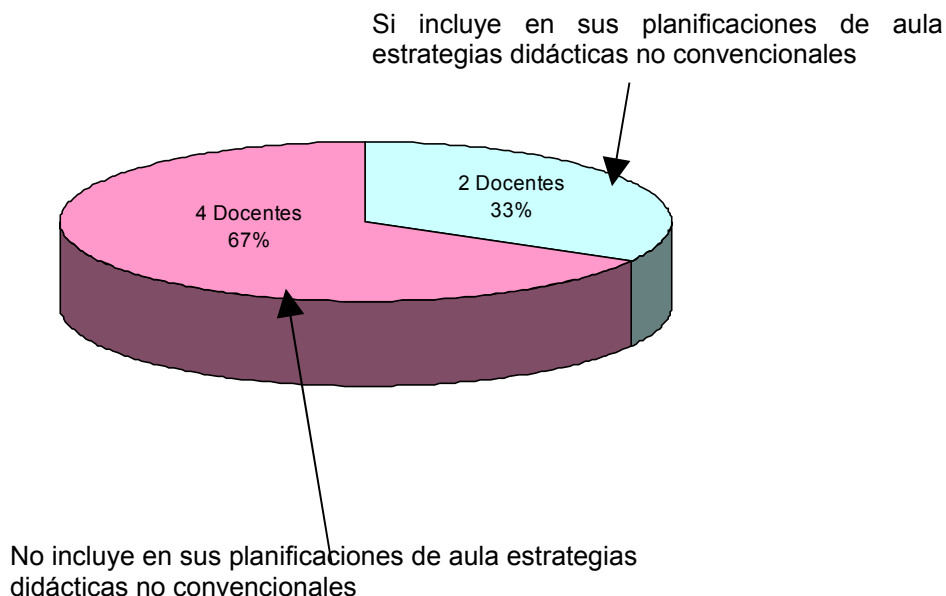 Si incluye en sus planificaciones de aula
estrategias didácticas no convencionales
2 Docentes
33%
4 Docentes
67%
No incluye en sus planificaciones de aula estrategias
didácticas no convencionales